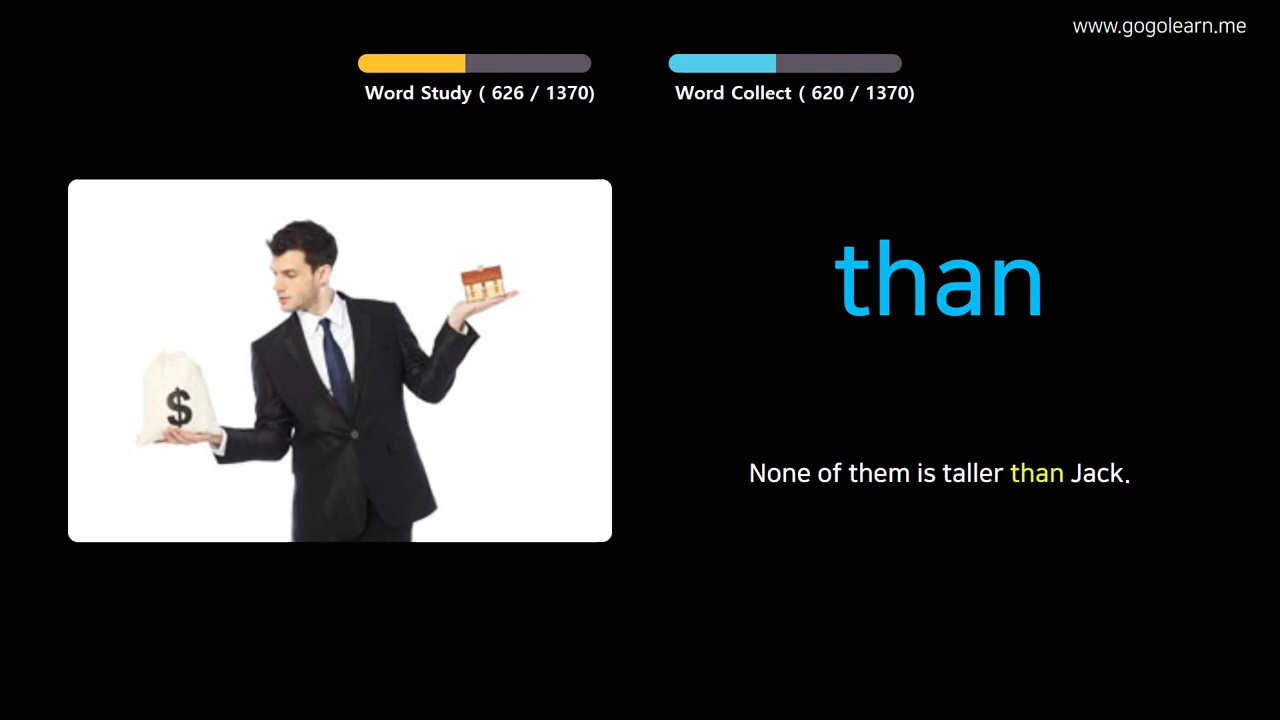 www.gogolearn.me
Word Study ( 626 / 1370)
Word Collect ( 620 / 1370)
than
$
None of them is taller than Jack.